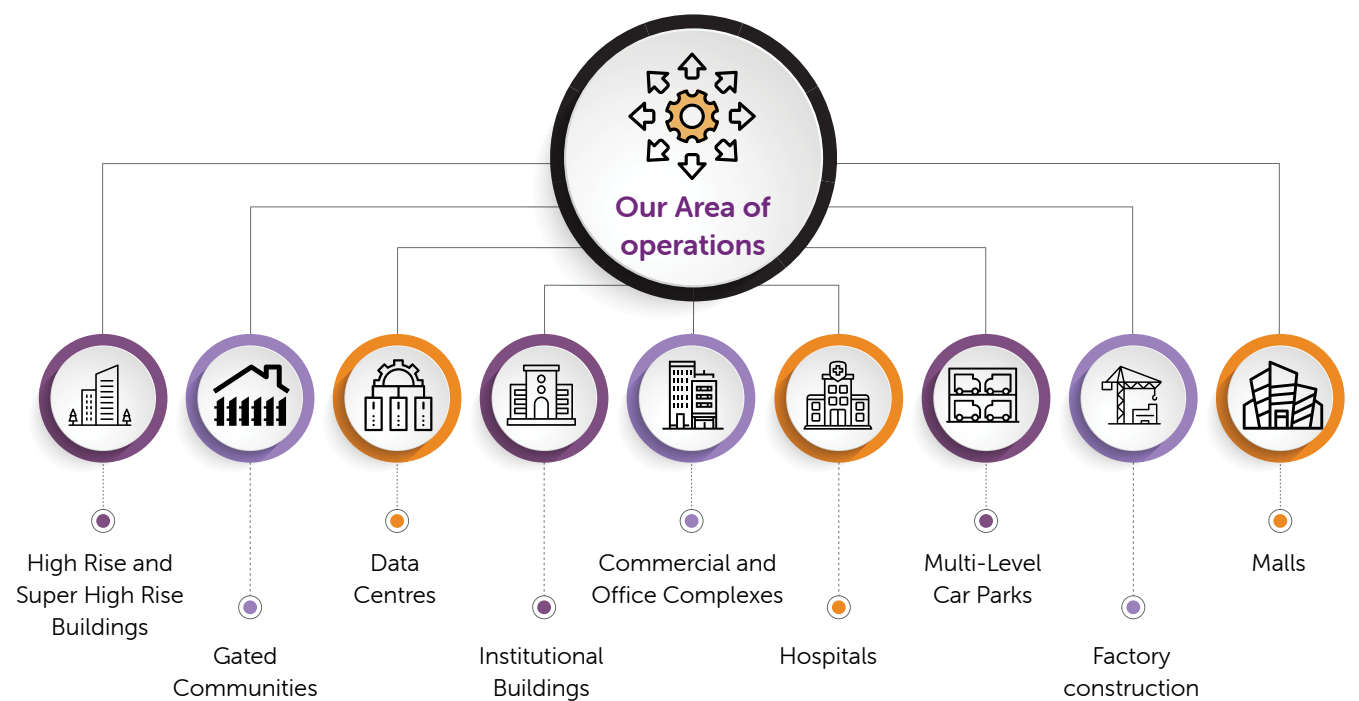 Our Area of
operations
High Rise and
Super High Rise
Buildings
Gated
Communities
Data
Centres
Institutional
Buildings
Commercial and
Office Complexes
Hospitals
Multi-Level
Car Parks
Factory
construction
Malls